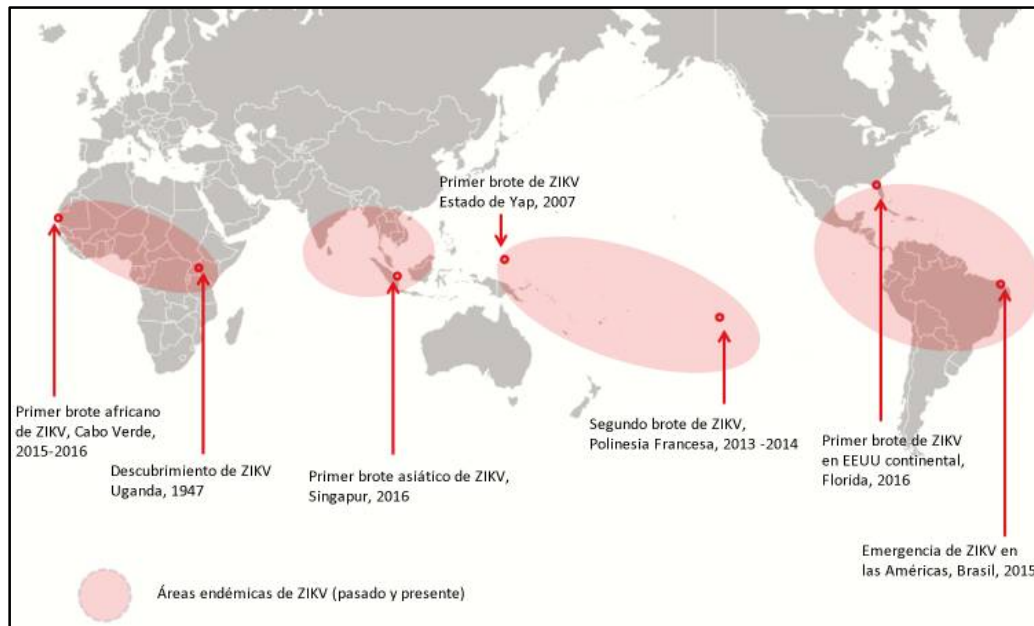 Primer brote de ZIKV
Estado de Yap, 2007
Primer brote africano
de ZIKV, Cabo Verde,
2015-2016
Descubrimiento de ZIKV
Uganda, 1947
Primer brote asiático de ZIKV,
Singapur, 2016
Segundo brote de ZIKV,
Polinesia Francesa, 2013 -2014
Primer brote de ZIKV
en EEUU continental,
Florida, 2016
Emergencia de ZIKV en
las Américas, Brasil, 2015
Áreas endémicas de ZIKV (pasado y presente)